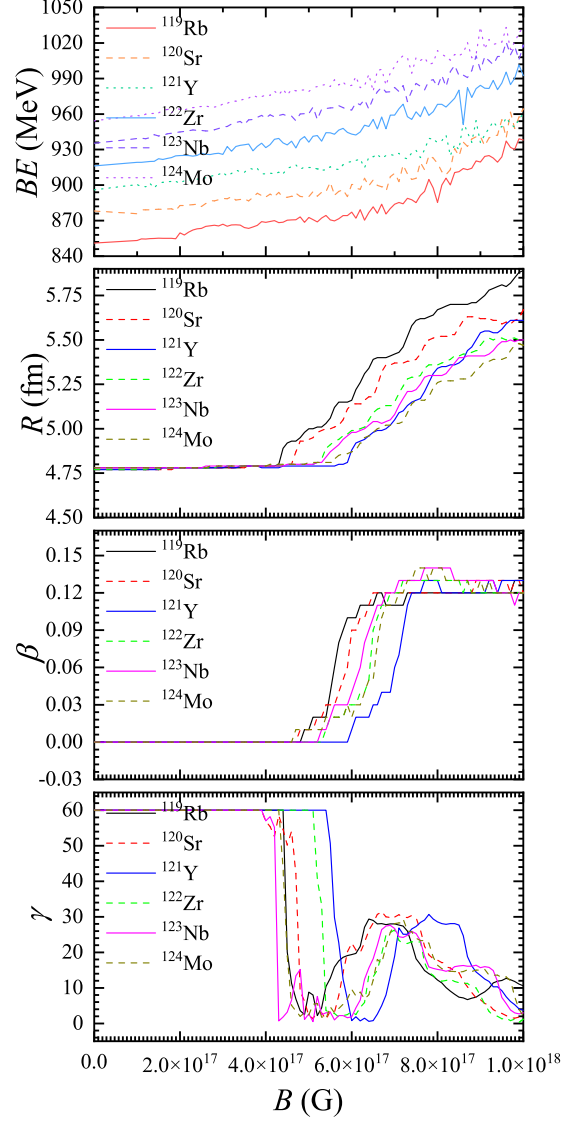 1050
1020
990
960
930
900
870
840
BE (MeV)
¹¹⁹Rb
¹²⁰Sr
¹²¹Y
¹²²Zr
¹²³Nb
¹²⁴Mo
5.75
5.50
5.25
5.00
4.75
4.50
R (fm)
¹¹⁹Rb
¹²⁰Sr
¹²¹Y
¹²²Zr
¹²³Nb
¹²⁴Mo
0.15
0.12
0.09
0.06
0.03
0.00
-0.03
β
¹¹⁹Rb
¹²⁰Sr
¹²¹Y
¹²²Zr
¹²³Nb
¹²⁴Mo
60
50
40
30
20
10
0
γ
¹¹⁹Rb
¹²⁰Sr
¹²¹Y
¹²²Zr
¹²³Nb
¹²⁴Mo
0.0 2.0×10¹⁷ 4.0×10¹⁷ 6.0×10¹⁷ 8.0×10¹⁷ 1.0×10¹⁸
B (G)